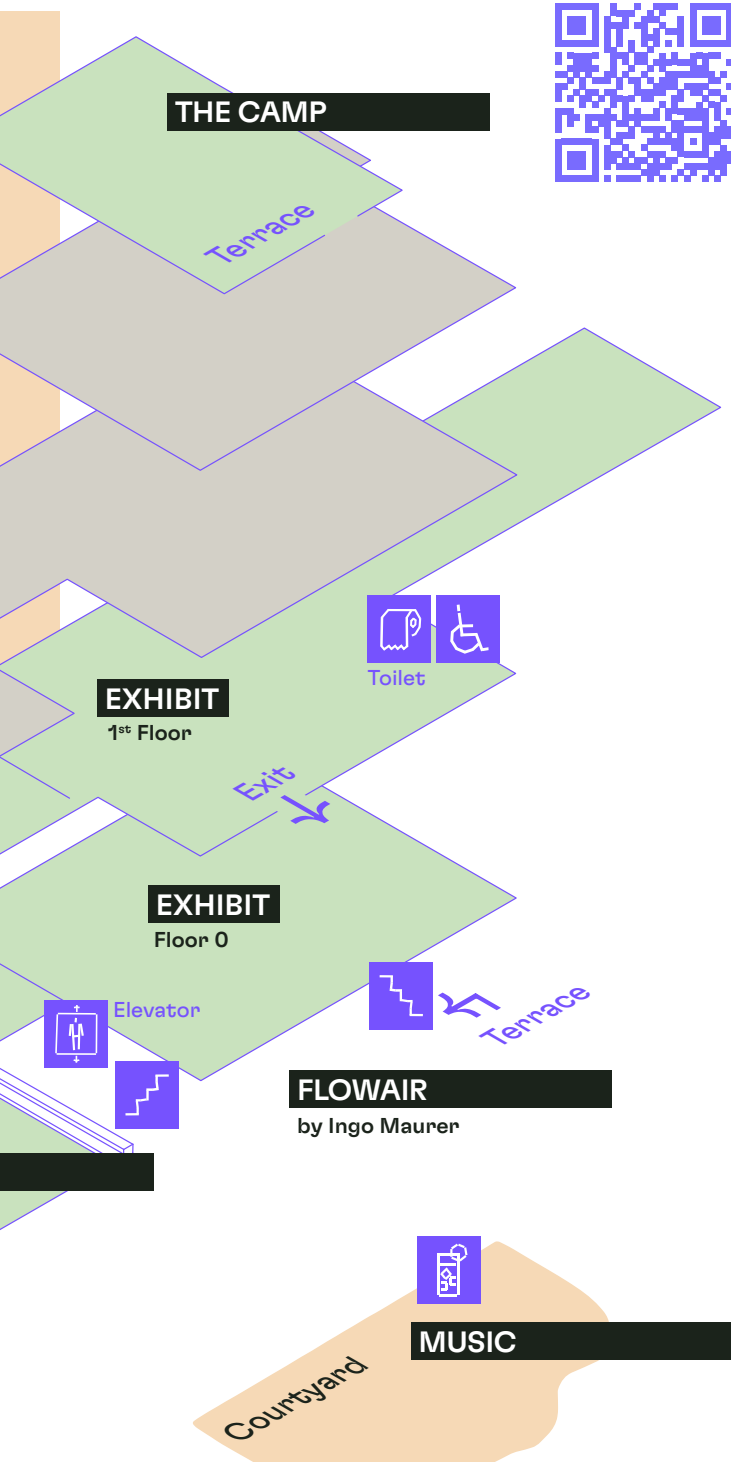 THE CAMP
Terrace
Toilet
EXHIBIT
1st Floor
Exit
EXHIBIT
Floor 0
Elevator
Terrace
FLOWAIR
by Ingo Maurer
MUSIC
Courtyard